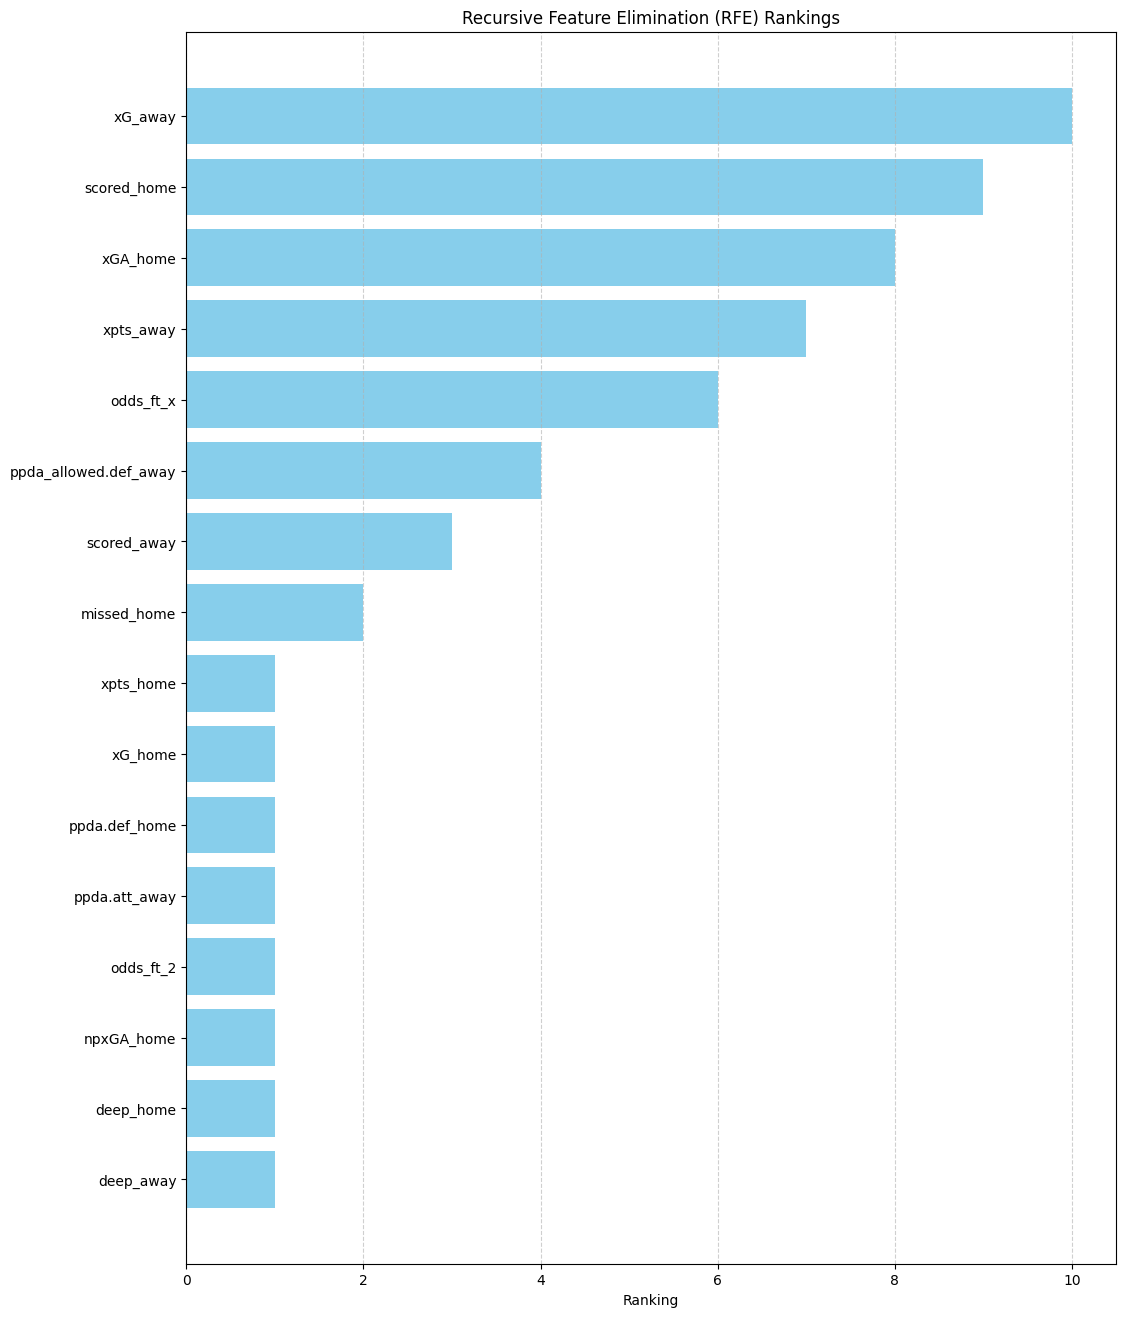 Recursive Feature Elimination (RFE) Rankings
xG_away
scored_home
xGA_home
xpts_away
odds_ft_x
ppda_allowed.def_away
scored_away
missed_home
xpts_home
xG_home
ppda.def_home
ppda.att_away
odds_ft_2
npxGA_home
deep_home
deep_away
0 2 4 6 8 10
Ranking